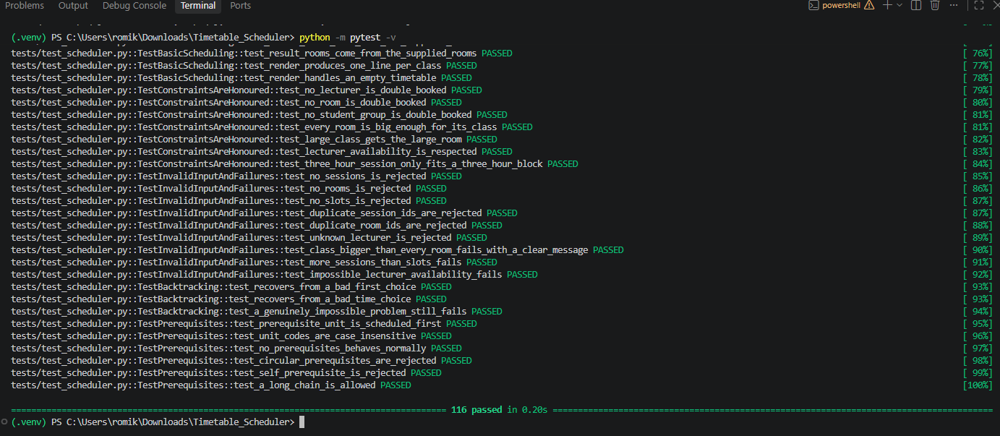 Problems Output Debug Console Terminal Ports powershell
(.venv) PS C:\Users\romik\Downloads\Timetable_Scheduler> python -m pytest -v
tests/test_scheduler.py::TestBasicScheduling::test_result_rooms_come_from_the_supplied_rooms PASSED [ 76%]
tests/test_scheduler.py::TestBasicScheduling::test_render_produces_one_line_per_class PASSED [ 77%]
tests/test_scheduler.py::TestBasicScheduling::test_render_handles_an_empty_timetable PASSED [ 78%]
tests/test_scheduler.py::TestConstraintsAreHonoured::test_no_lecturer_is_double_booked PASSED [ 79%]
tests/test_scheduler.py::TestConstraintsAreHonoured::test_no_room_is_double_booked PASSED [ 80%]
tests/test_scheduler.py::TestConstraintsAreHonoured::test_no_student_group_is_double_booked PASSED [ 81%]
tests/test_scheduler.py::TestConstraintsAreHonoured::test_every_room_is_big_enough_for_its_class PASSED [ 81%]
tests/test_scheduler.py::TestConstraintsAreHonoured::test_large_class_gets_the_large_room PASSED [ 82%]
tests/test_scheduler.py::TestConstraintsAreHonoured::test_lecturer_availability_is_respected PASSED [ 83%]
tests/test_scheduler.py::TestConstraintsAreHonoured::test_three_hour_session_only_fits_a_three_hour_block PASSED [ 84%]
tests/test_scheduler.py::TestInvalidInputAndFailures::test_no_sessions_is_rejected PASSED [ 85%]
tests/test_scheduler.py::TestInvalidInputAndFailures::test_no_rooms_is_rejected PASSED [ 86%]
tests/test_scheduler.py::TestInvalidInputAndFailures::test_no_slots_is_rejected PASSED [ 87%]
tests/test_scheduler.py::TestInvalidInputAndFailures::test_duplicate_session_ids_are_rejected PASSED [ 87%]
tests/test_scheduler.py::TestInvalidInputAndFailures::test_duplicate_room_ids_are_rejected PASSED [ 88%]
tests/test_scheduler.py::TestInvalidInputAndFailures::test_unknown_lecturer_is_rejected PASSED [ 89%]
tests/test_scheduler.py::TestInvalidInputAndFailures::test_class_bigger_than_every_room_fails_with_a_clear_message PASSED [ 90%]
tests/test_scheduler.py::TestInvalidInputAndFailures::test_more_sessions_than_slots_fails PASSED [ 91%]
tests/test_scheduler.py::TestInvalidInputAndFailures::test_impossible_lecturer_availability_fails PASSED [ 92%]
tests/test_scheduler.py::TestBacktracking::test_recovers_from_a_bad_first_choice PASSED [ 93%]
tests/test_scheduler.py::TestBacktracking::test_recovers_from_a_bad_time_choice PASSED [ 93%]
tests/test_scheduler.py::TestBacktracking::test_a_genuinely_impossible_problem_still_fails PASSED [ 94%]
tests/test_scheduler.py::TestPrerequisites::test_prerequisite_unit_is_scheduled_first PASSED [ 95%]
tests/test_scheduler.py::TestPrerequisites::test_unit_codes_are_case_insensitive PASSED [ 96%]
tests/test_scheduler.py::TestPrerequisites::test_no_prerequisites_behaves_normally PASSED [ 97%]
tests/test_scheduler.py::TestPrerequisites::test_circular_prerequisites_are_rejected PASSED [ 98%]
tests/test_scheduler.py::TestPrerequisites::test_self_prerequisite_is_rejected PASSED [ 99%]
tests/test_scheduler.py::TestPrerequisites::test_a_long_chain_is_allowed PASSED [100%]
116 passed in 0.20s
(.venv) PS C:\Users\romik\Downloads\Timetable_Scheduler>